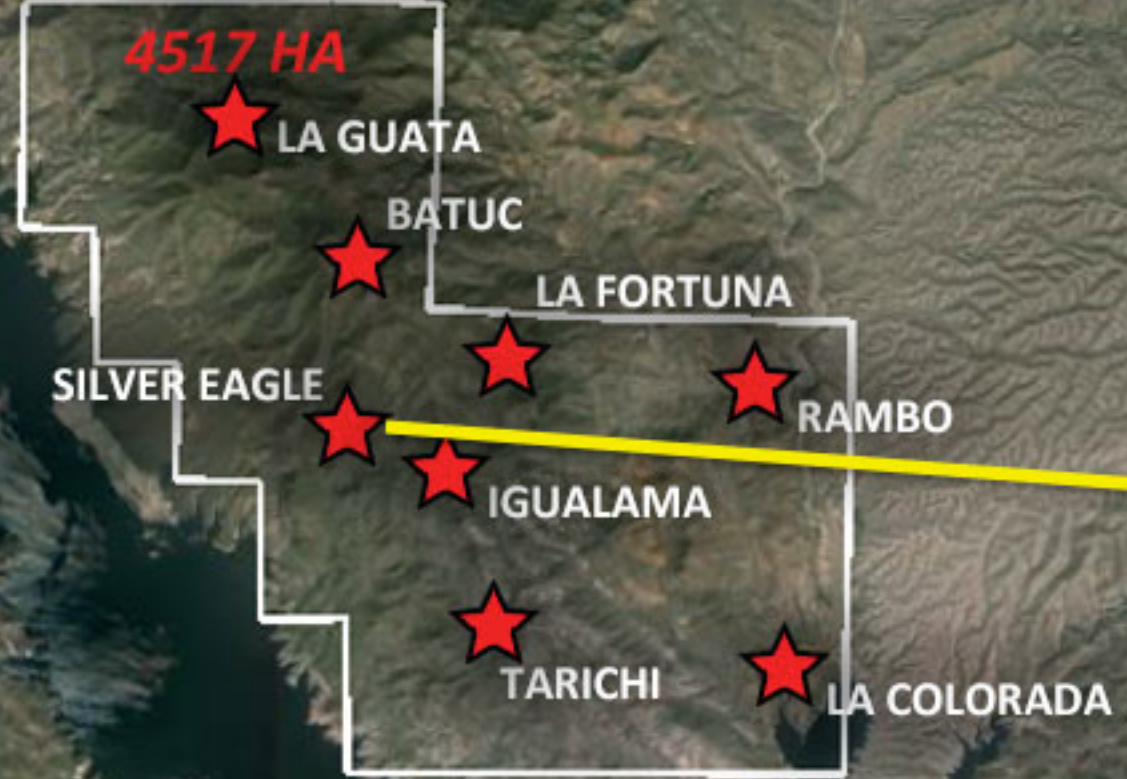 4517 HA
LA GUATA
BATUC
LA FORTUNA
SILVER EAGLE
RAMBO
IGUALAMA
TARICHI
LA COLORADA